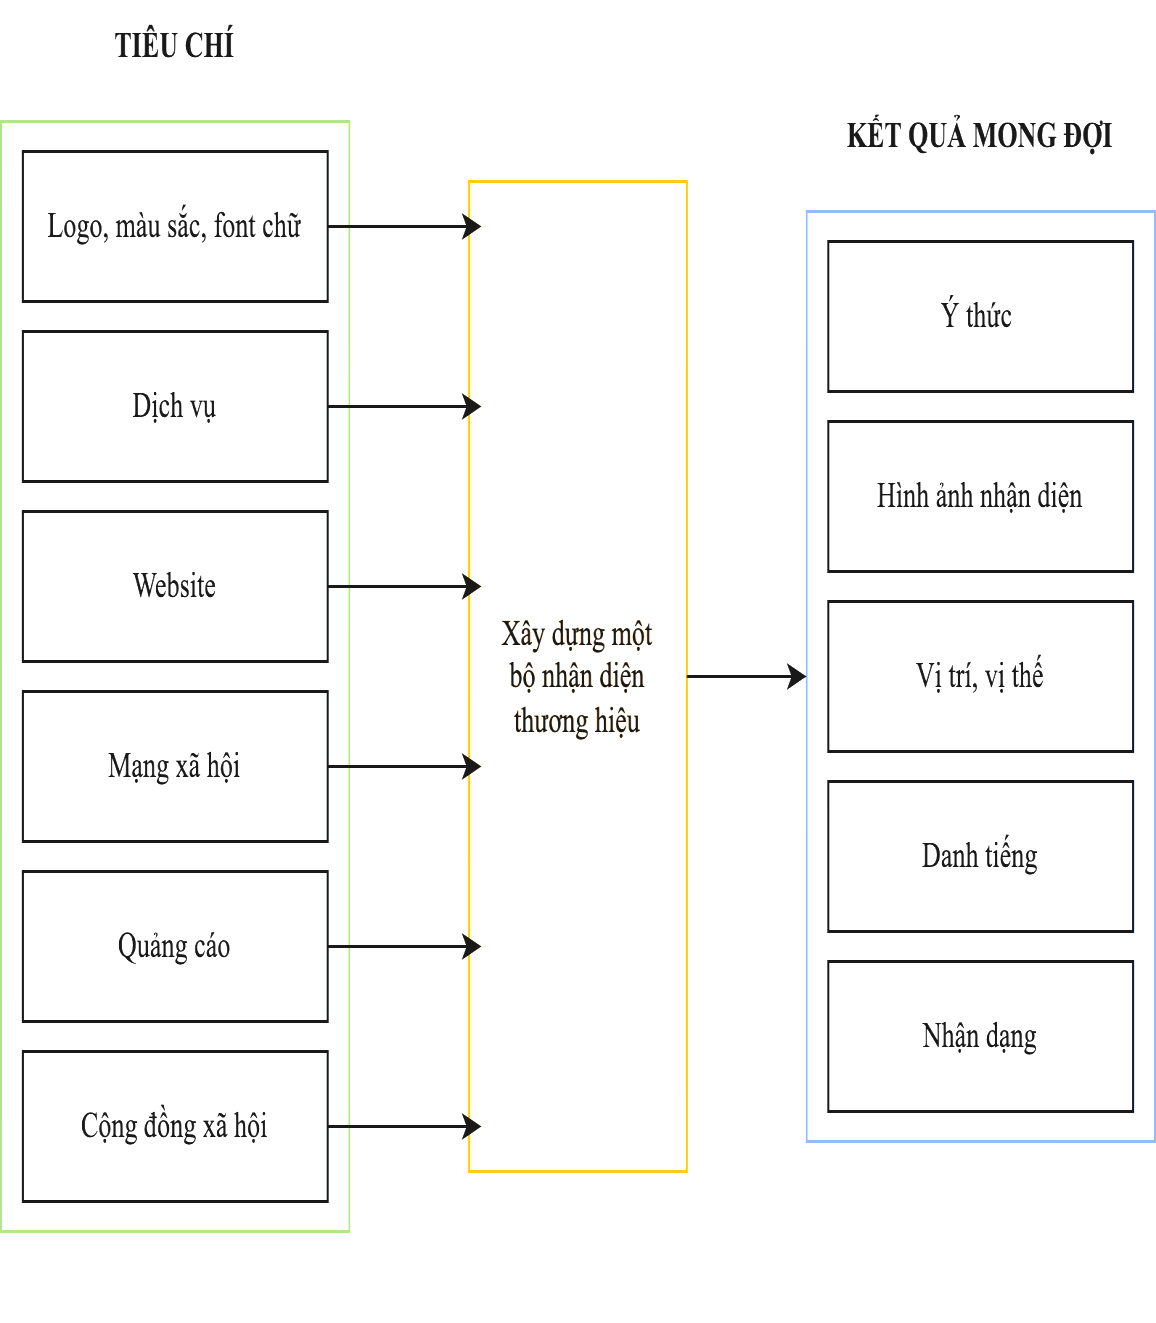 TIÊU CHÍ
Logo, màu sắc, font chữ
Dịch vụ
Website
Mạng xã hội
Quảng cáo
Cộng đồng xã hội
Xây dựng một
bộ nhận diện
thương hiệu
KẾT QUẢ MONG ĐỢI
Ý thức
Hình ảnh nhận diện
Vị trí, vị thế
Danh tiếng
Nhận dạng